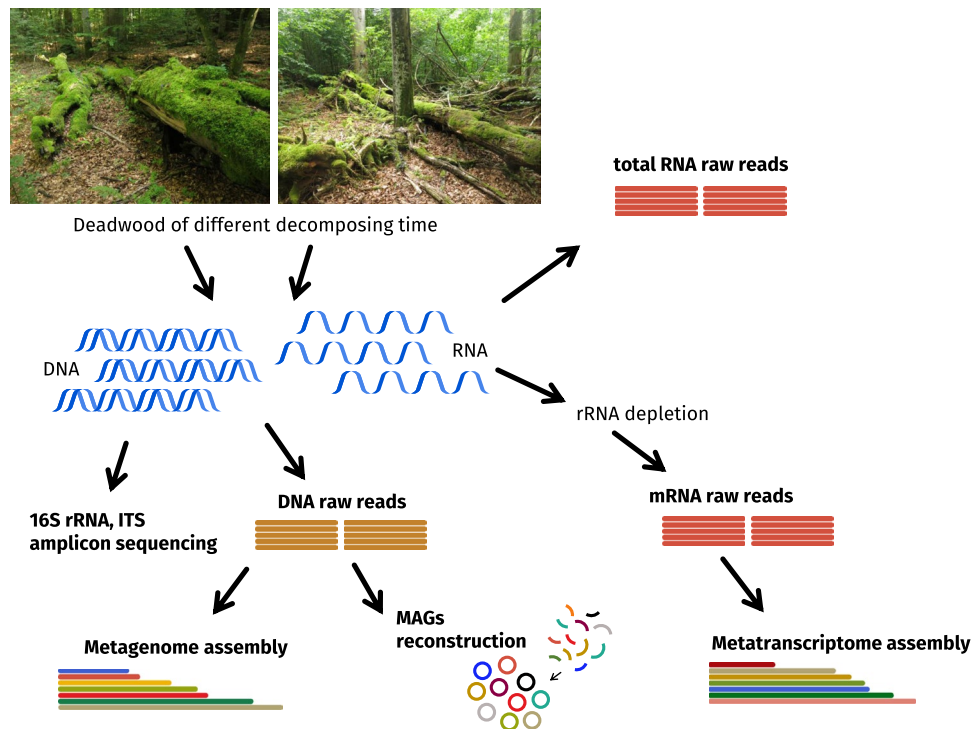 total RNA raw reads
Deadwood of different decomposing time
DNA
RNA
rRNA depletion
16S rRNA, ITS
amplicon sequencing
DNA raw reads
mRNA raw reads
Metagenome assembly
MAGs
reconstruction
Metatranscriptome assembly